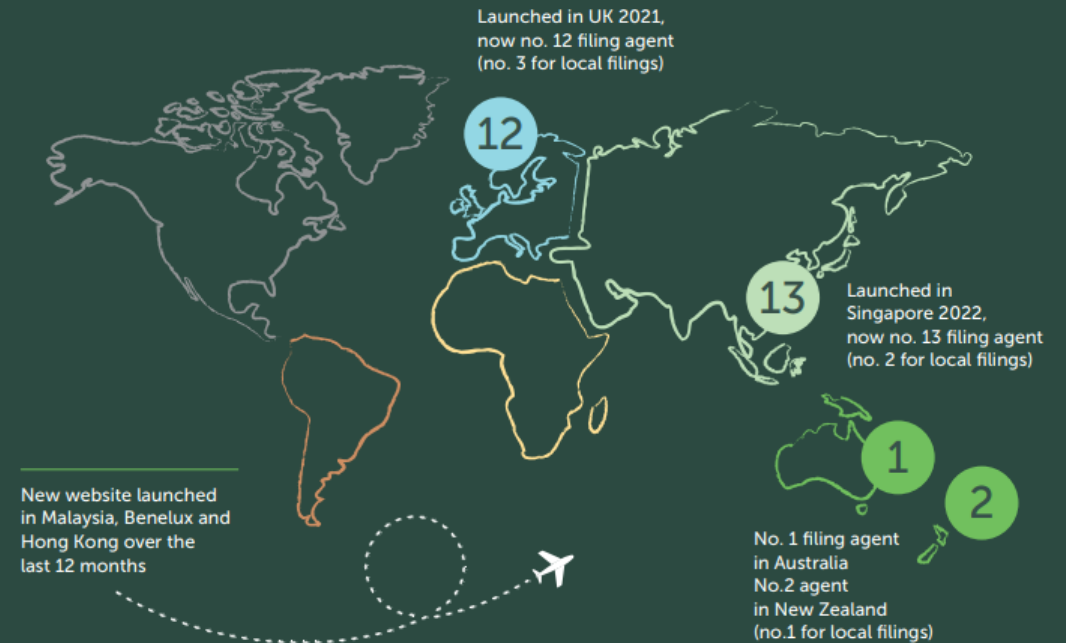 Launched in UK 2021,
now no. 12 filing agent
(no. 3 for local filings)
12
13
Launched in
Singapore 2022,
now no. 13 filing agent
(no. 2 for local filings)
1
2
No. 1 filing agent
in Australia
No.2 agent
in New Zealand
(no.1 for local filings)
New website launched
in Malaysia, Benelux and
Hong Kong over the
last 12 months